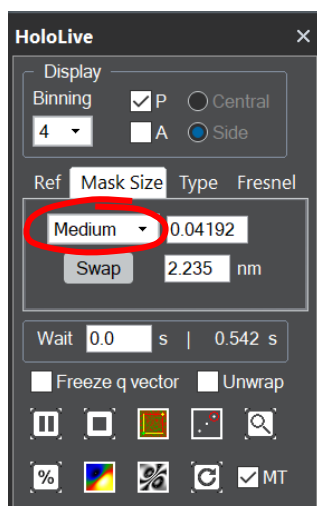 HoloLive ×
Display
Binning P Central
4 A Side
Ref Mask Size Type Fresnel
Medium 0.04192
Swap 2.235 nm
Wait 0.0 s | 0.542 s
Freeze q vector Unwrap
% MT